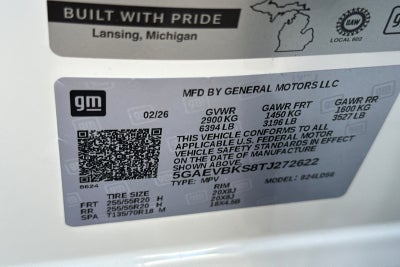 BUILT WITH PRIDE
Lansing, Michigan
UAW
LOCAL 602
gm
MFD BY GENERAL MOTORS LLC
02/26
GVWR
2900 KG
6394 LB
GAWR FRT
1450 KG
3196 LB
GAWR RR
1600 KG
3527 LB
THIS VEHICLE CONFORMS TO ALL
APPLICABLE U.S. FEDERAL MOTOR
VEHICLE SAFETY STANDARDS IN EFFECT
ON THE DATE OF MANUFACTURE
SHOWN ABOVE.
5GAEVBKS8TJ272622
TYPE: MPV
MODEL:
8624
TIRE SIZE
RIM
FRT 255/55R20 H 20X8J
RR 255/55R20 H 20X8J
SPA T135/70R18 M 18X4.5B